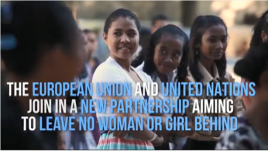 THE EUROPEAN UNION AND UNITED NATIONS
JOIN IN A NEW PARTNERSHIP AIMING
TO LEAVE NO WOMAN OR GIRL BEHIND